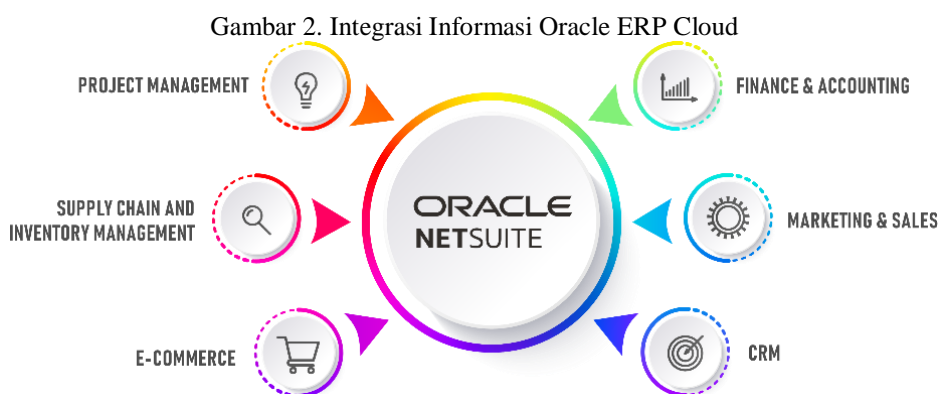 Gambar 2. Integrasi Informasi Oracle ERP Cloud
PROJECT MANAGEMENT
FINANCE & ACCOUNTING
SUPPLY CHAIN AND
INVENTORY MANAGEMENT
ORACLE
NETSUITE
MARKETING & SALES
E-COMMERCE
CRM